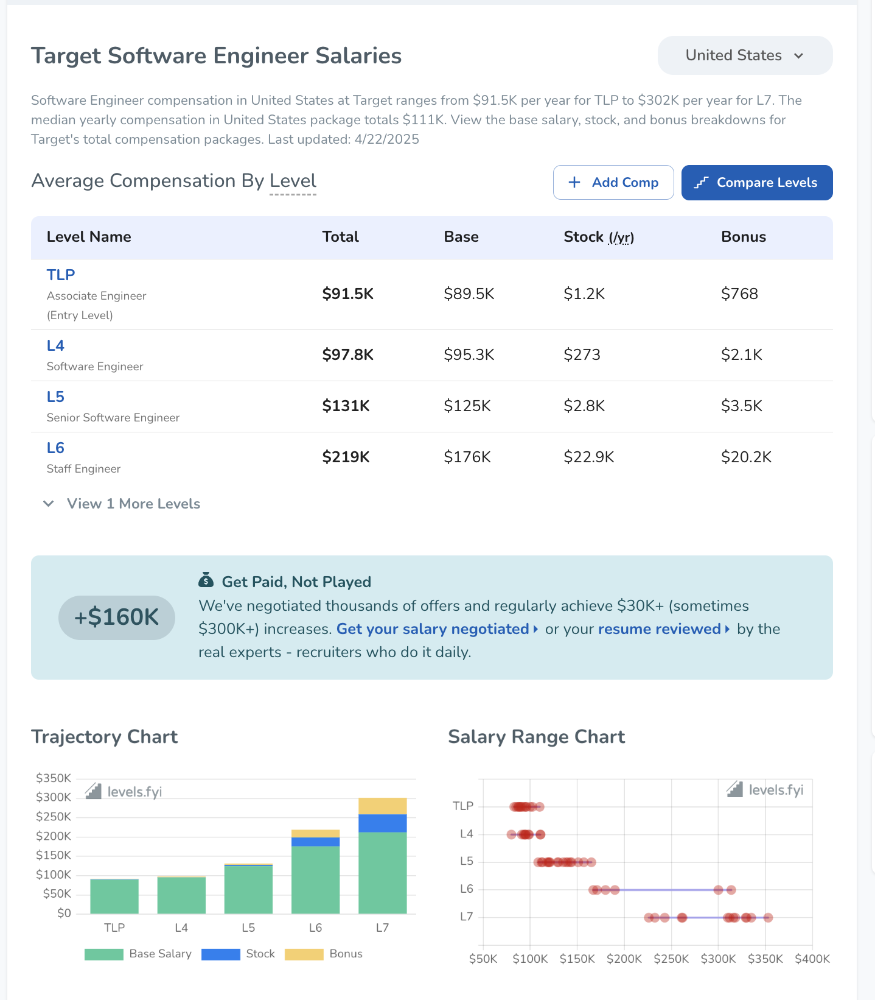 Target Software Engineer Salaries
United States
Software Engineer compensation in United States at Target ranges from $91.5K per year for TLP to $302K per year for L7. The
median yearly compensation in United States package totals $111K. View the base salary, stock, and bonus breakdowns for
Target's total compensation packages. Last updated: 4/22/2025
Average Compensation By Level
+ Add Comp
Compare Levels
Level Name Total Base Stock (/yr) Bonus
TLP
Associate Engineer
(Entry Level)
$91.5K $89.5K $1.2K $768
L4
Software Engineer
$97.8K $95.3K $273 $2.1K
L5
Senior Software Engineer
$131K $125K $2.8K $3.5K
L6
Staff Engineer
$219K $176K $22.9K $20.2K
View 1 More Levels
+$160K
$ Get Paid, Not Played
We've negotiated thousands of offers and regularly achieve $30K+ (sometimes
$300K+) increases. Get your salary negotiated or your resume reviewed by the
real experts - recruiters who do it daily.
Trajectory Chart
levels.fyi
$350K
$300K
$250K
$200K
$150K
$100K
$50K
$0
TLP L4 L5 L6 L7
Base Salary Stock Bonus
Salary Range Chart
levels.fyi
TLP
L4
L5
L6
L7
$50K $100K $150K $200K $250K $300K $350K $400K